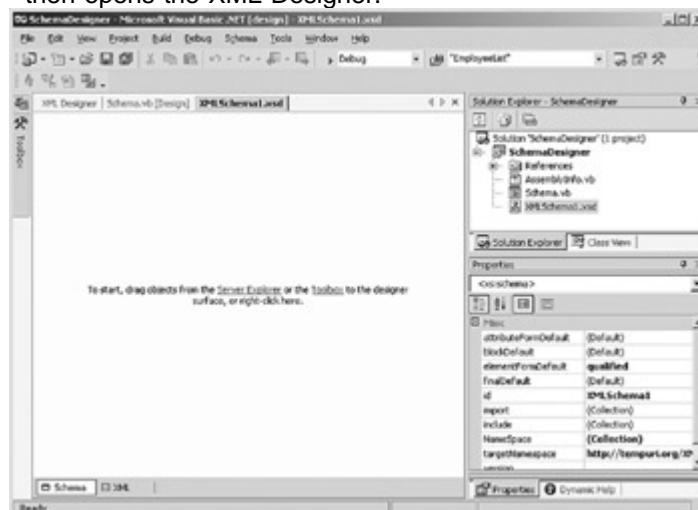 then opens the XML Designer.
SchemaDesigner - Microsoft Visual Basic .NET [design] - XMLSchema1.xsd
File Edit View Project Build Debug Schema Tools Window Help
Debug "EmployeeList"
XML Designer Schema.vb [Design] XMLSchema1.xsd
Toolbox
To start, drag objects from the Server Explorer or the Toolbox to the designer
surface, or right-click here.
Schema XML
Ready
Solution Explorer - SchemaDesigner
Solution 'SchemaDesigner' (1 project)
SchemaDesigner
References
AssemblyInfo.vb
Schema.vb
XMLSchema1.xsd
Solution Explorer Class View
Properties
<xs:schema>
Misc
attributeFormDefault (Default)
blockDefault (Default)
elementFormDefault qualified
finalDefault (Default)
id XMLSchema1
import (Collection)
include (Collection)
NameSpace (Collection)
targetNamespace http://tempuri.org/XM
version
Properties Dynamic Help